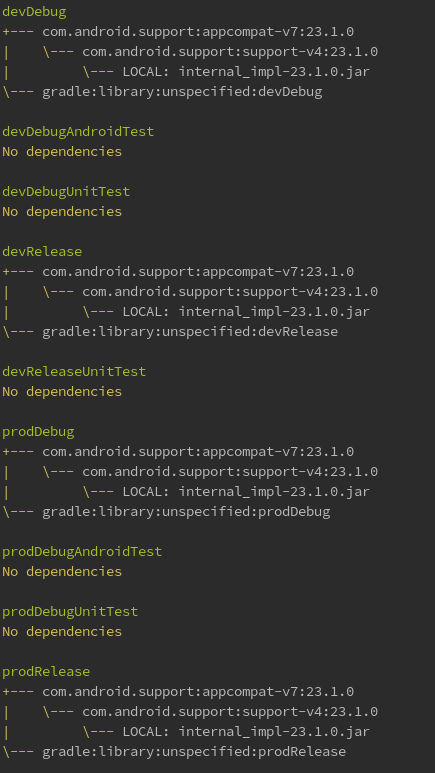 devDebug
+--- com.android.support:appcompat-v7:23.1.0
|    \--- com.android.support:support-v4:23.1.0
|         \--- LOCAL: internal_impl-23.1.0.jar
\--- gradle:library:unspecified:devDebug

devDebugAndroidTest
No dependencies

devDebugUnitTest
No dependencies

devRelease
+--- com.android.support:appcompat-v7:23.1.0
|    \--- com.android.support:support-v4:23.1.0
|         \--- LOCAL: internal_impl-23.1.0.jar
\--- gradle:library:unspecified:devRelease

devReleaseUnitTest
No dependencies

prodDebug
+--- com.android.support:appcompat-v7:23.1.0
|    \--- com.android.support:support-v4:23.1.0
|         \--- LOCAL: internal_impl-23.1.0.jar
\--- gradle:library:unspecified:prodDebug

prodDebugAndroidTest
No dependencies

prodDebugUnitTest
No dependencies

prodRelease
+--- com.android.support:appcompat-v7:23.1.0
|    \--- com.android.support:support-v4:23.1.0
|         \--- LOCAL: internal_impl-23.1.0.jar
\--- gradle:library:unspecified:prodRelease